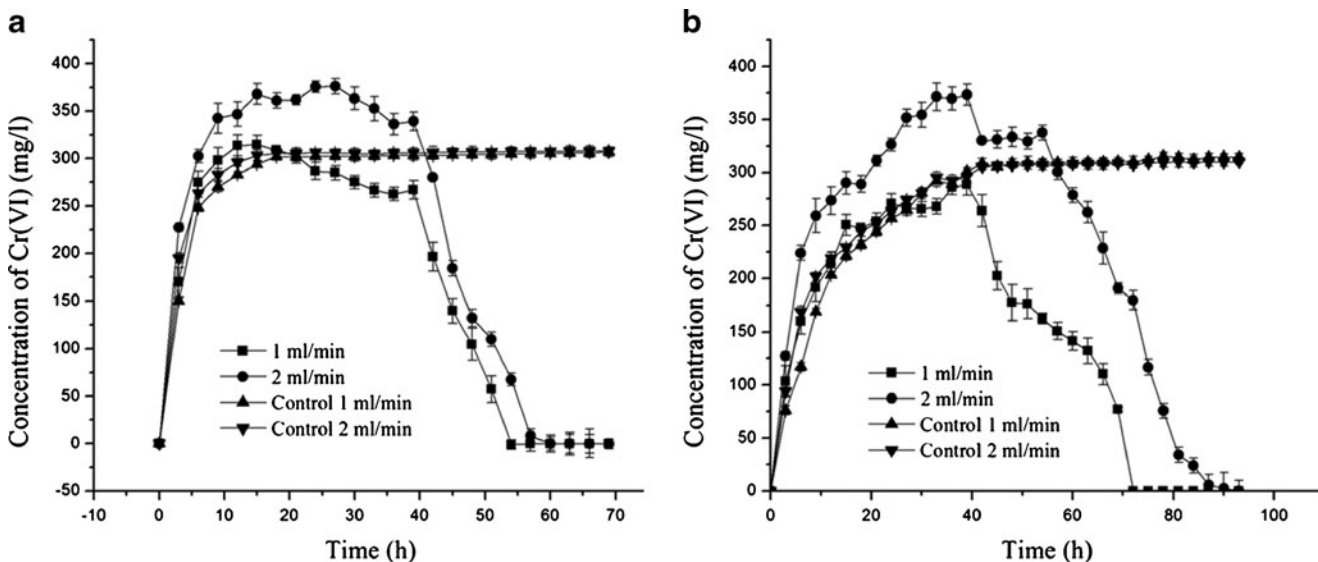 a
Concentration of Cr(VI) (mg/l)
400
350
300
250
200
150
100
50
0
-50
1 ml/min
2 ml/min
Control 1 ml/min
Control 2 ml/min
-10 0 10 20 30 40 50 60 70
Time (h)
b
Concentration of Cr(VI) (mg/l)
400
350
300
250
200
150
100
50
0
1 ml/min
2 ml/min
Control 1 ml/min
Control 2 ml/min
0 20 40 60 80 100
Time (h)